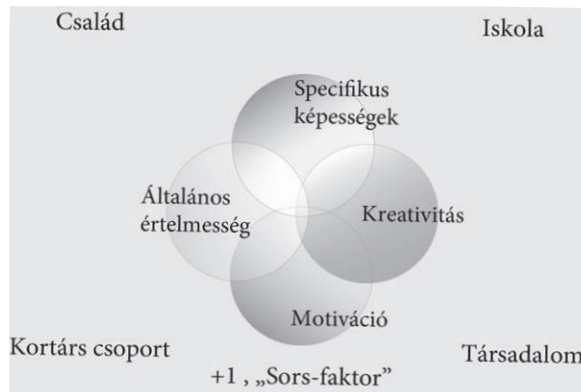 Család
Iskola
Specifikus
képességek
Általános
értelmesség
Kreativitás
Motiváció
Kortárs csoport
Társadalom
+1 , „Sors-faktor”